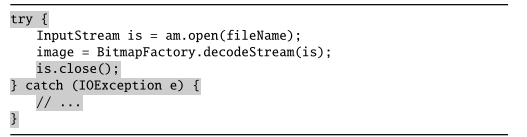 try {
    InputStream is = am.open(fileName);
    image = BitmapFactory.decodeStream(is);
    is.close();
} catch (IOException e) {
    // ...
}